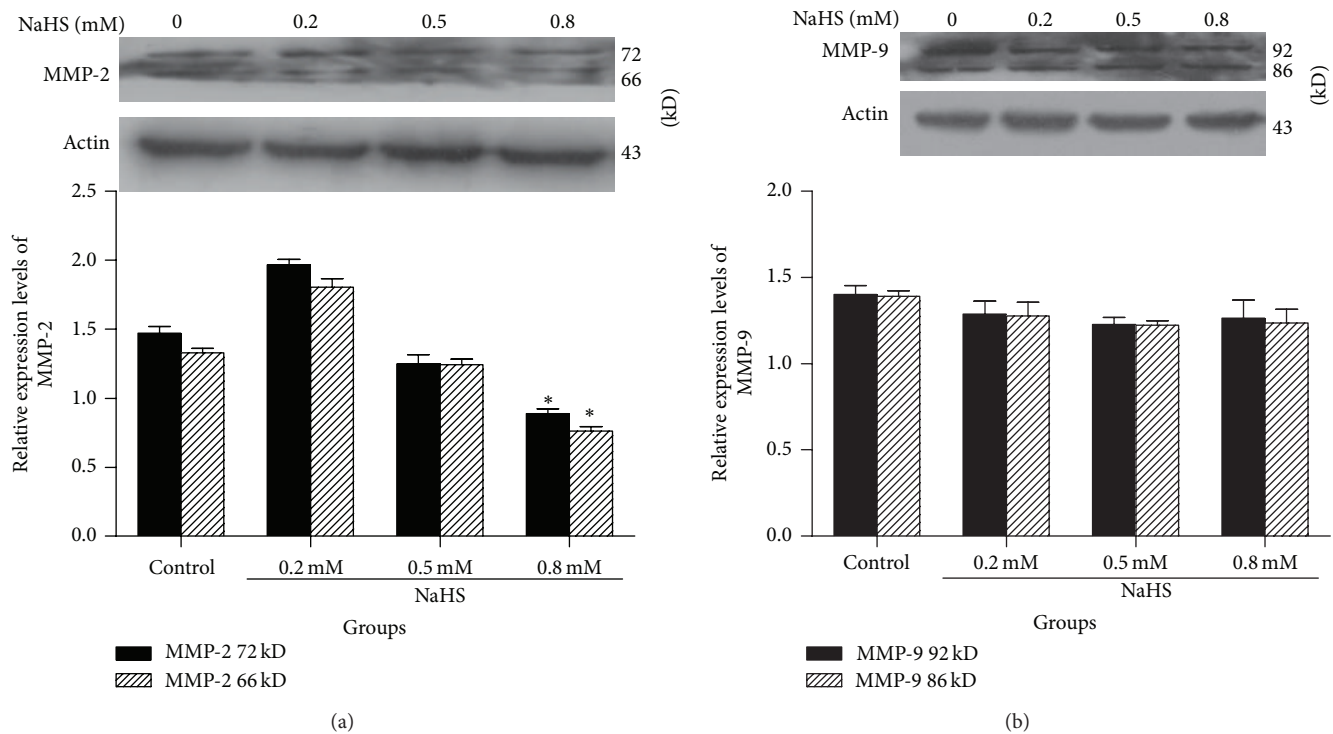 NaHS (mM) 0 0.2 0.5 0.8
MMP-2
72
66
(kD)
Actin
43
2.5
2.0
1.5
1.0
0.5
0.0
Relative expression levels of
MMP-2
* *
Control 0.2 mM 0.5 mM 0.8 mM
NaHS
Groups
MMP-2 72 kD
MMP-2 66 kD
(a)
NaHS (mM) 0 0.2 0.5 0.8
MMP-9
92
86
(kD)
Actin
43
2.0
1.5
1.0
0.5
0.0
Relative expression levels of
MMP-9
Control 0.2 mM 0.5 mM 0.8 mM
NaHS
Groups
MMP-9 92 kD
MMP-9 86 kD
(b)